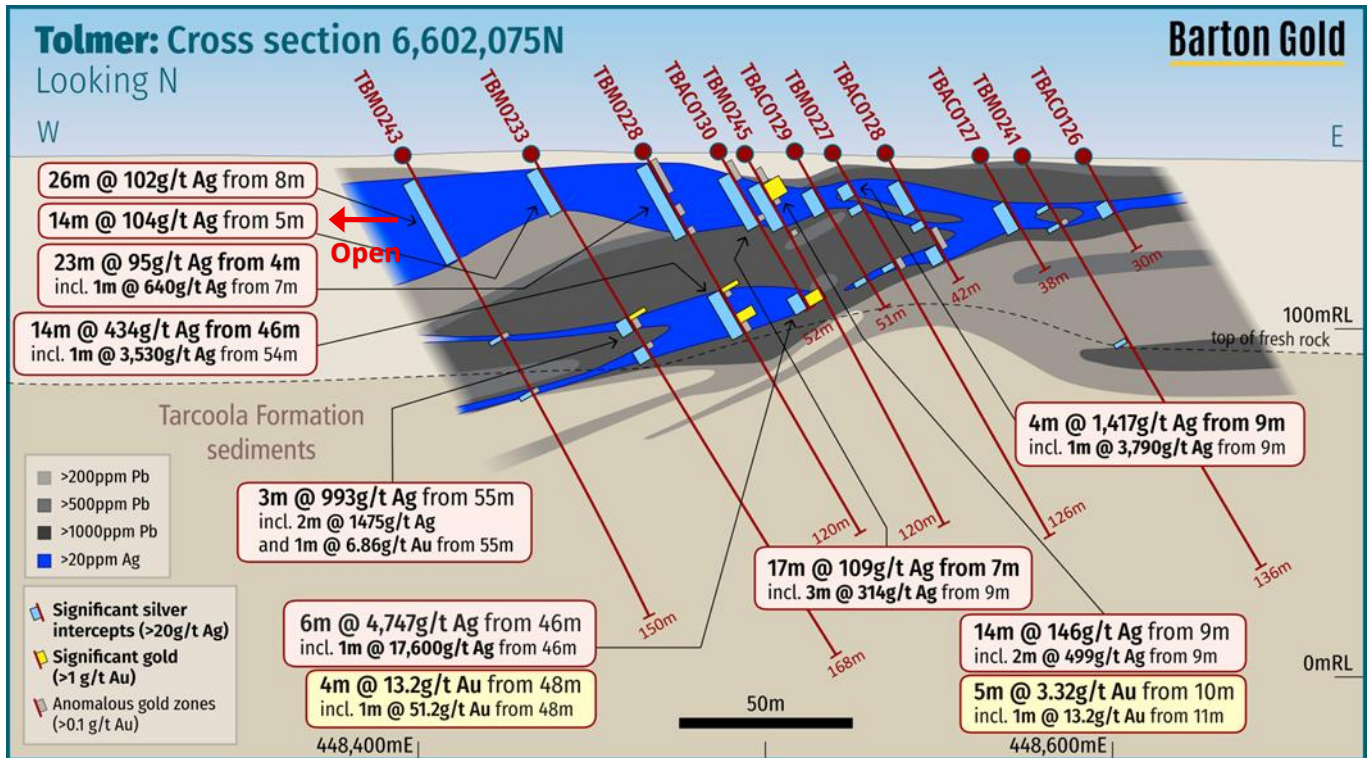 Tolmer: Cross section 6,602,075N
Looking N
Barton Gold
W
E
TBM0243
TBM0233
TBM0228
TBAC0130
TBM0245
TBAC0129
TBM0227
TBAC0128
TBAC0127
TBM0241
TBAC0126
26m @ 102g/t Ag from 8m
14m @ 104g/t Ag from 5m
Open
23m @ 95g/t Ag from 4m
incl. 1m @ 640g/t Ag from 7m
14m @ 434g/t Ag from 46m
incl. 1m @ 3,530g/t Ag from 54m
52m
51m
42m
38m
30m
100mRL
top of fresh rock
Tarcoola Formation
sediments
4m @ 1,417g/t Ag from 9m
incl. 1m @ 3,790g/t Ag from 9m
>200ppm Pb
>500ppm Pb
>1000ppm Pb
>20ppm Ag
3m @ 993g/t Ag from 55m
incl. 2m @ 1475g/t Ag
and 1m @ 6.86g/t Au from 55m
120m
120m
126m
136m
150m
168m
17m @ 109g/t Ag from 7m
incl. 3m @ 314g/t Ag from 9m
Significant silver
intercepts (>20g/t Ag)
Significant gold
(>1 g/t Au)
Anomalous gold zones
(>0.1 g/t Au)
6m @ 4,747g/t Ag from 46m
incl. 1m @ 17,600g/t Ag from 46m
4m @ 13.2g/t Au from 48m
incl. 1m @ 51.2g/t Au from 48m
14m @ 146g/t Ag from 9m
incl. 2m @ 499g/t Ag from 9m
5m @ 3.32g/t Au from 10m
incl. 1m @ 13.2g/t Au from 11m
0mRL
50m
448,400mE
448,600mE